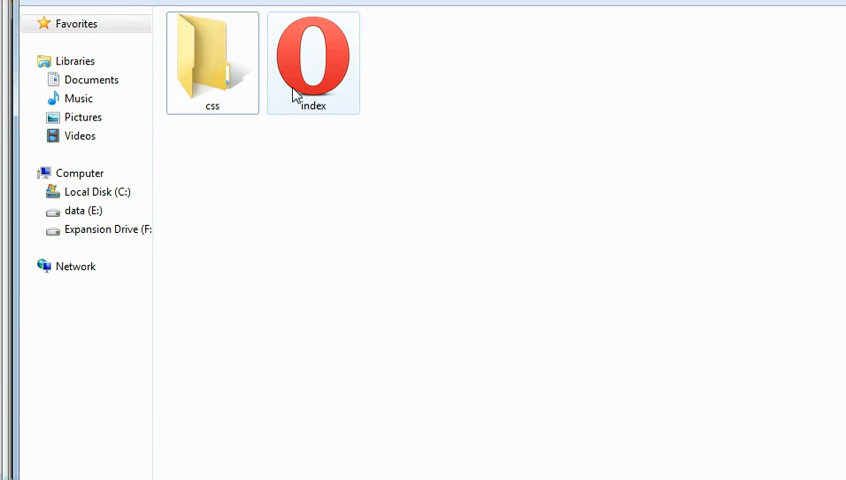 Favorites
Libraries
Documents
Music
Pictures
Videos
Computer
Local Disk (C:)
data (E:)
Expansion Drive (F:
Network
css
index